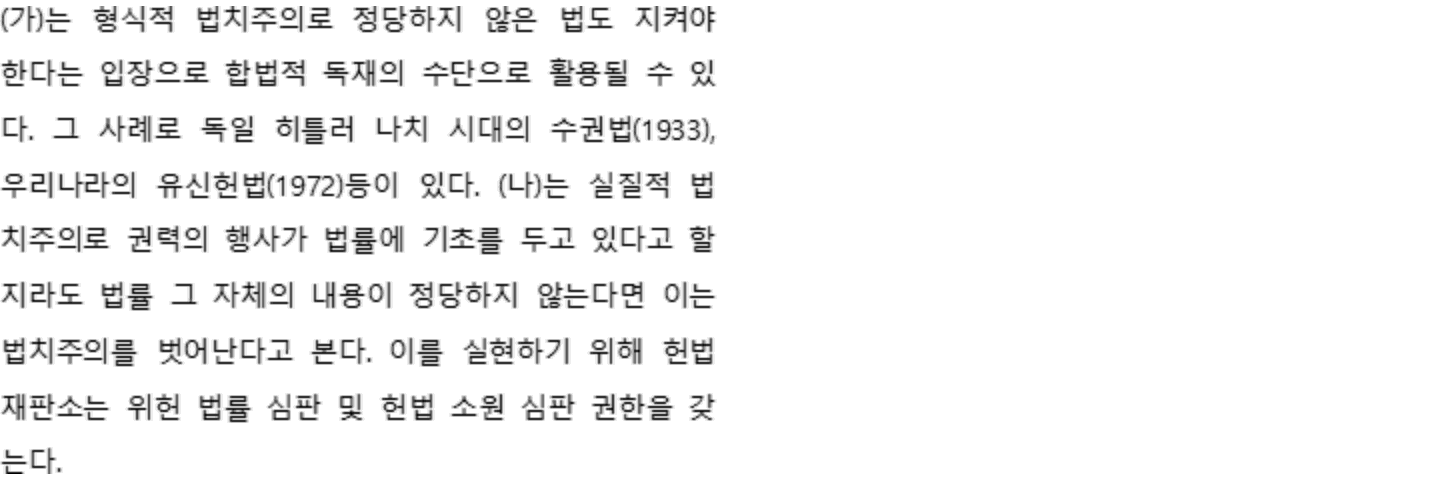 (가)는 형식적 법치주의로 정당하지 않은 법도 지켜야
한다는 입장으로 합법적 독재의 수단으로 활용될 수 있
다. 그 사례로 독일 히틀러 나치 시대의 수권법(1933),
우리나라의 유신헌법(1972)등이 있다. (나)는 실질적 법
치주의로 권력의 행사가 법률에 기초를 두고 있다고 할
지라도 법률 그 자체의 내용이 정당하지 않는다면 이는
법치주의를 벗어난다고 본다. 이를 실현하기 위해 헌법
재판소는 위헌 법률 심판 및 헌법 소원 심판 권한을 갖
는다.